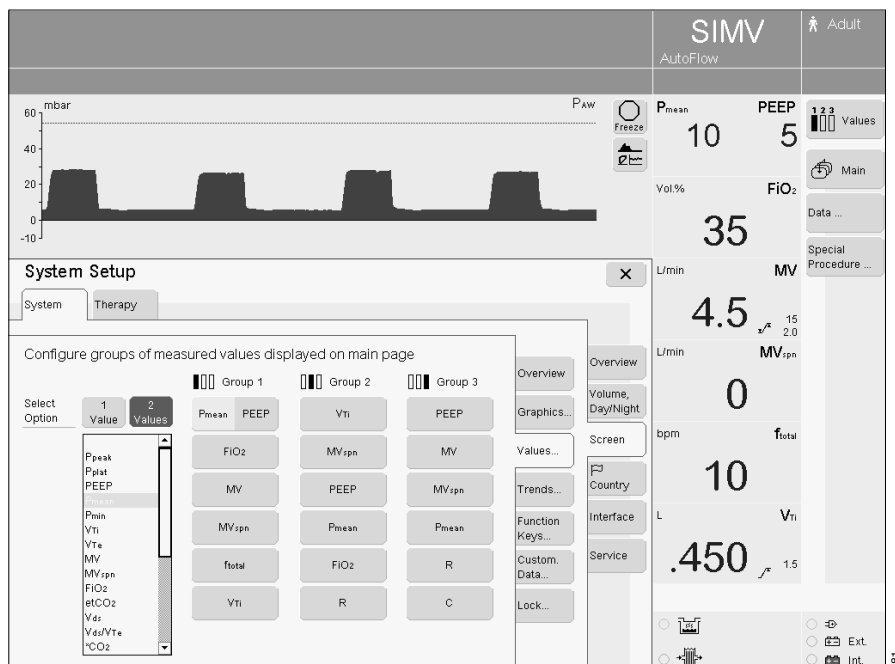 SIMV
AutoFlow
Adult
mbar
PAW
60
40
20
0
-10
Freeze
Pmean PEEP
10 5
Vol.% FiO2
35
L/min MV
4.5 15
2.0
L/min MVspn
0
bpm ftotal
10
L VTi
.450 1.5
1 2 3
Values
Main
Data ...
Special
Procedure ...
System Setup
System Therapy
Configure groups of measured values displayed on main page
Group 1 Group 2 Group 3
Select
Option
1
Value
2
Values
Ppeak
Pplat
PEEP
Pmean
Pmin
VTi
VTe
MV
MVspn
FiO2
etCO2
Vds
Vds/VTe
*CO2
Pmean PEEP VTi PEEP
FiO2 MVspn MV
MV PEEP MVspn
MVspn Pmean Pmean
ftotal FiO2 R
VTi R C
Overview
Graphics...
Values...
Trends...
Function
Keys...
Custom.
Data...
Lock...
Overview
Volume,
Day/Night
Screen
Country
Interface
Service
Ext.
Int.